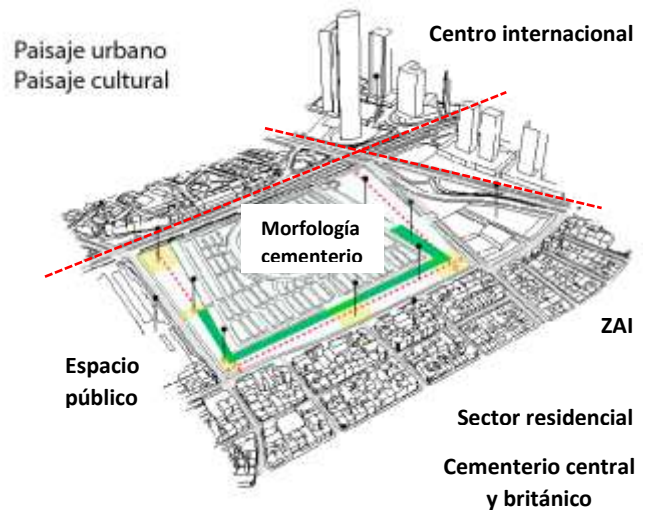 Paisaje urbano
Paisaje cultural
Centro internacional
Morfología
cementerio
ZAI
Espacio
público
Sector residencial
Cementerio central
y británico